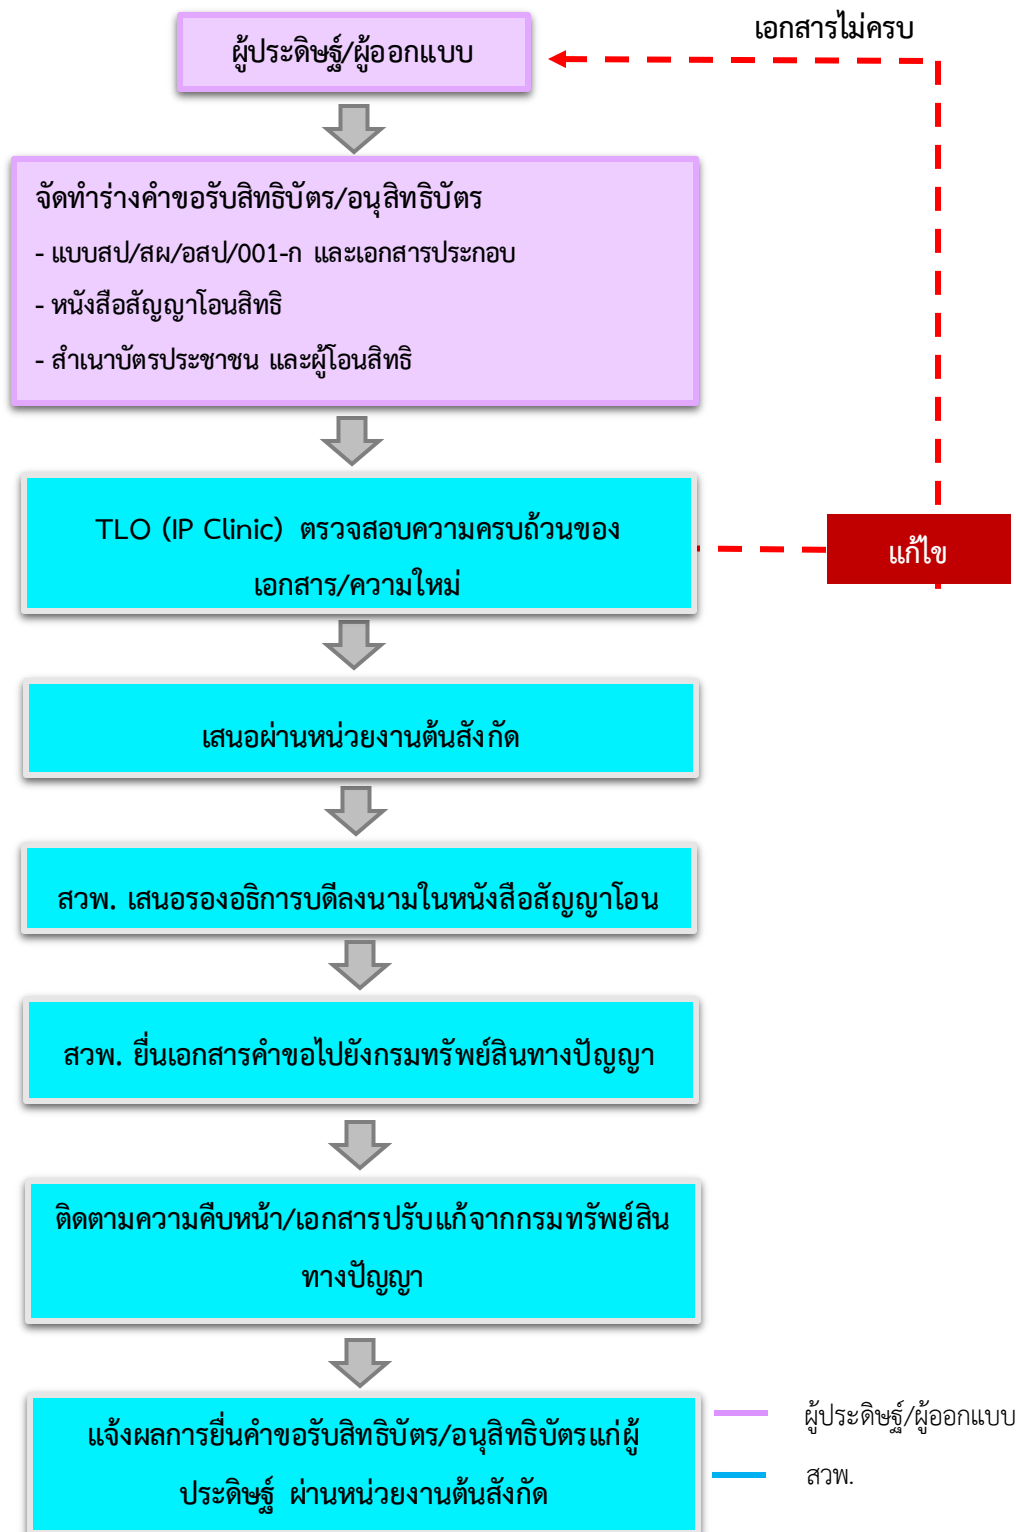 เอกสารไม่ครบ
ผู้ประดิษฐ์/ผู้ออกแบบ
จัดทำร่างคำขอรับสิทธิบัตร/อนุสิทธิบัตร
- แบบสป/สผ/อสป/001-ก และเอกสารประกอบ
- หนังสือสัญญาโอนสิทธิ
- สำเนาบัตรประชาชน และผู้โอนสิทธิ
TLO (IP Clinic) ตรวจสอบความครบถ้วนของ
เอกสาร/ความใหม่
แก้ไข
เสนอผ่านหน่วยงานต้นสังกัด
สวพ. เสนอรองอธิการบดีลงนามในหนังสือสัญญาโอน
สวพ. ยื่นเอกสารคำขอไปยังกรมทรัพย์สินทางปัญญา
ติดตามความคืบหน้า/เอกสารปรับแก้จากกรมทรัพย์สิน
ทางปัญญา
แจ้งผลการยื่นคำขอรับสิทธิบัตร/อนุสิทธิบัตรแก่ผู้
ประดิษฐ์ ผ่านหน่วยงานต้นสังกัด
ผู้ประดิษฐ์/ผู้ออกแบบ
สวพ.